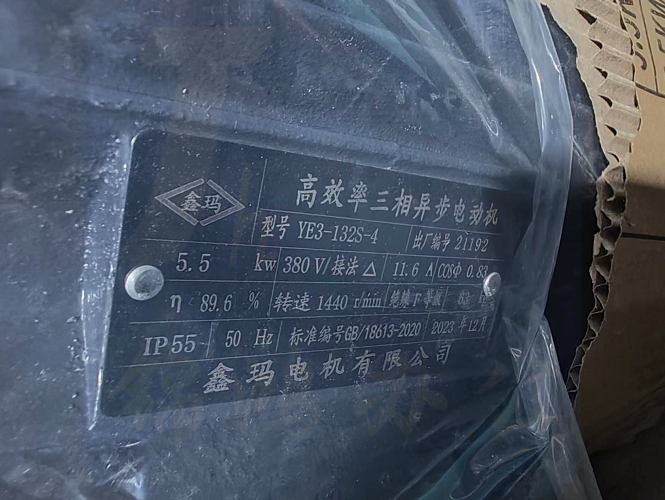 鑫玛
高效率三相异步电动机
型号 YE3-132S-4 出厂编号 21192
5.5 kw 380 V/接法 △ 11.6 A/COSΦ 0.83
η 89.6 % 转速 1440 r/min 绝缘 F 等级
IP 55 50 Hz 标准编号GB/18613-2020 2023 年12月
鑫玛电机有限公司